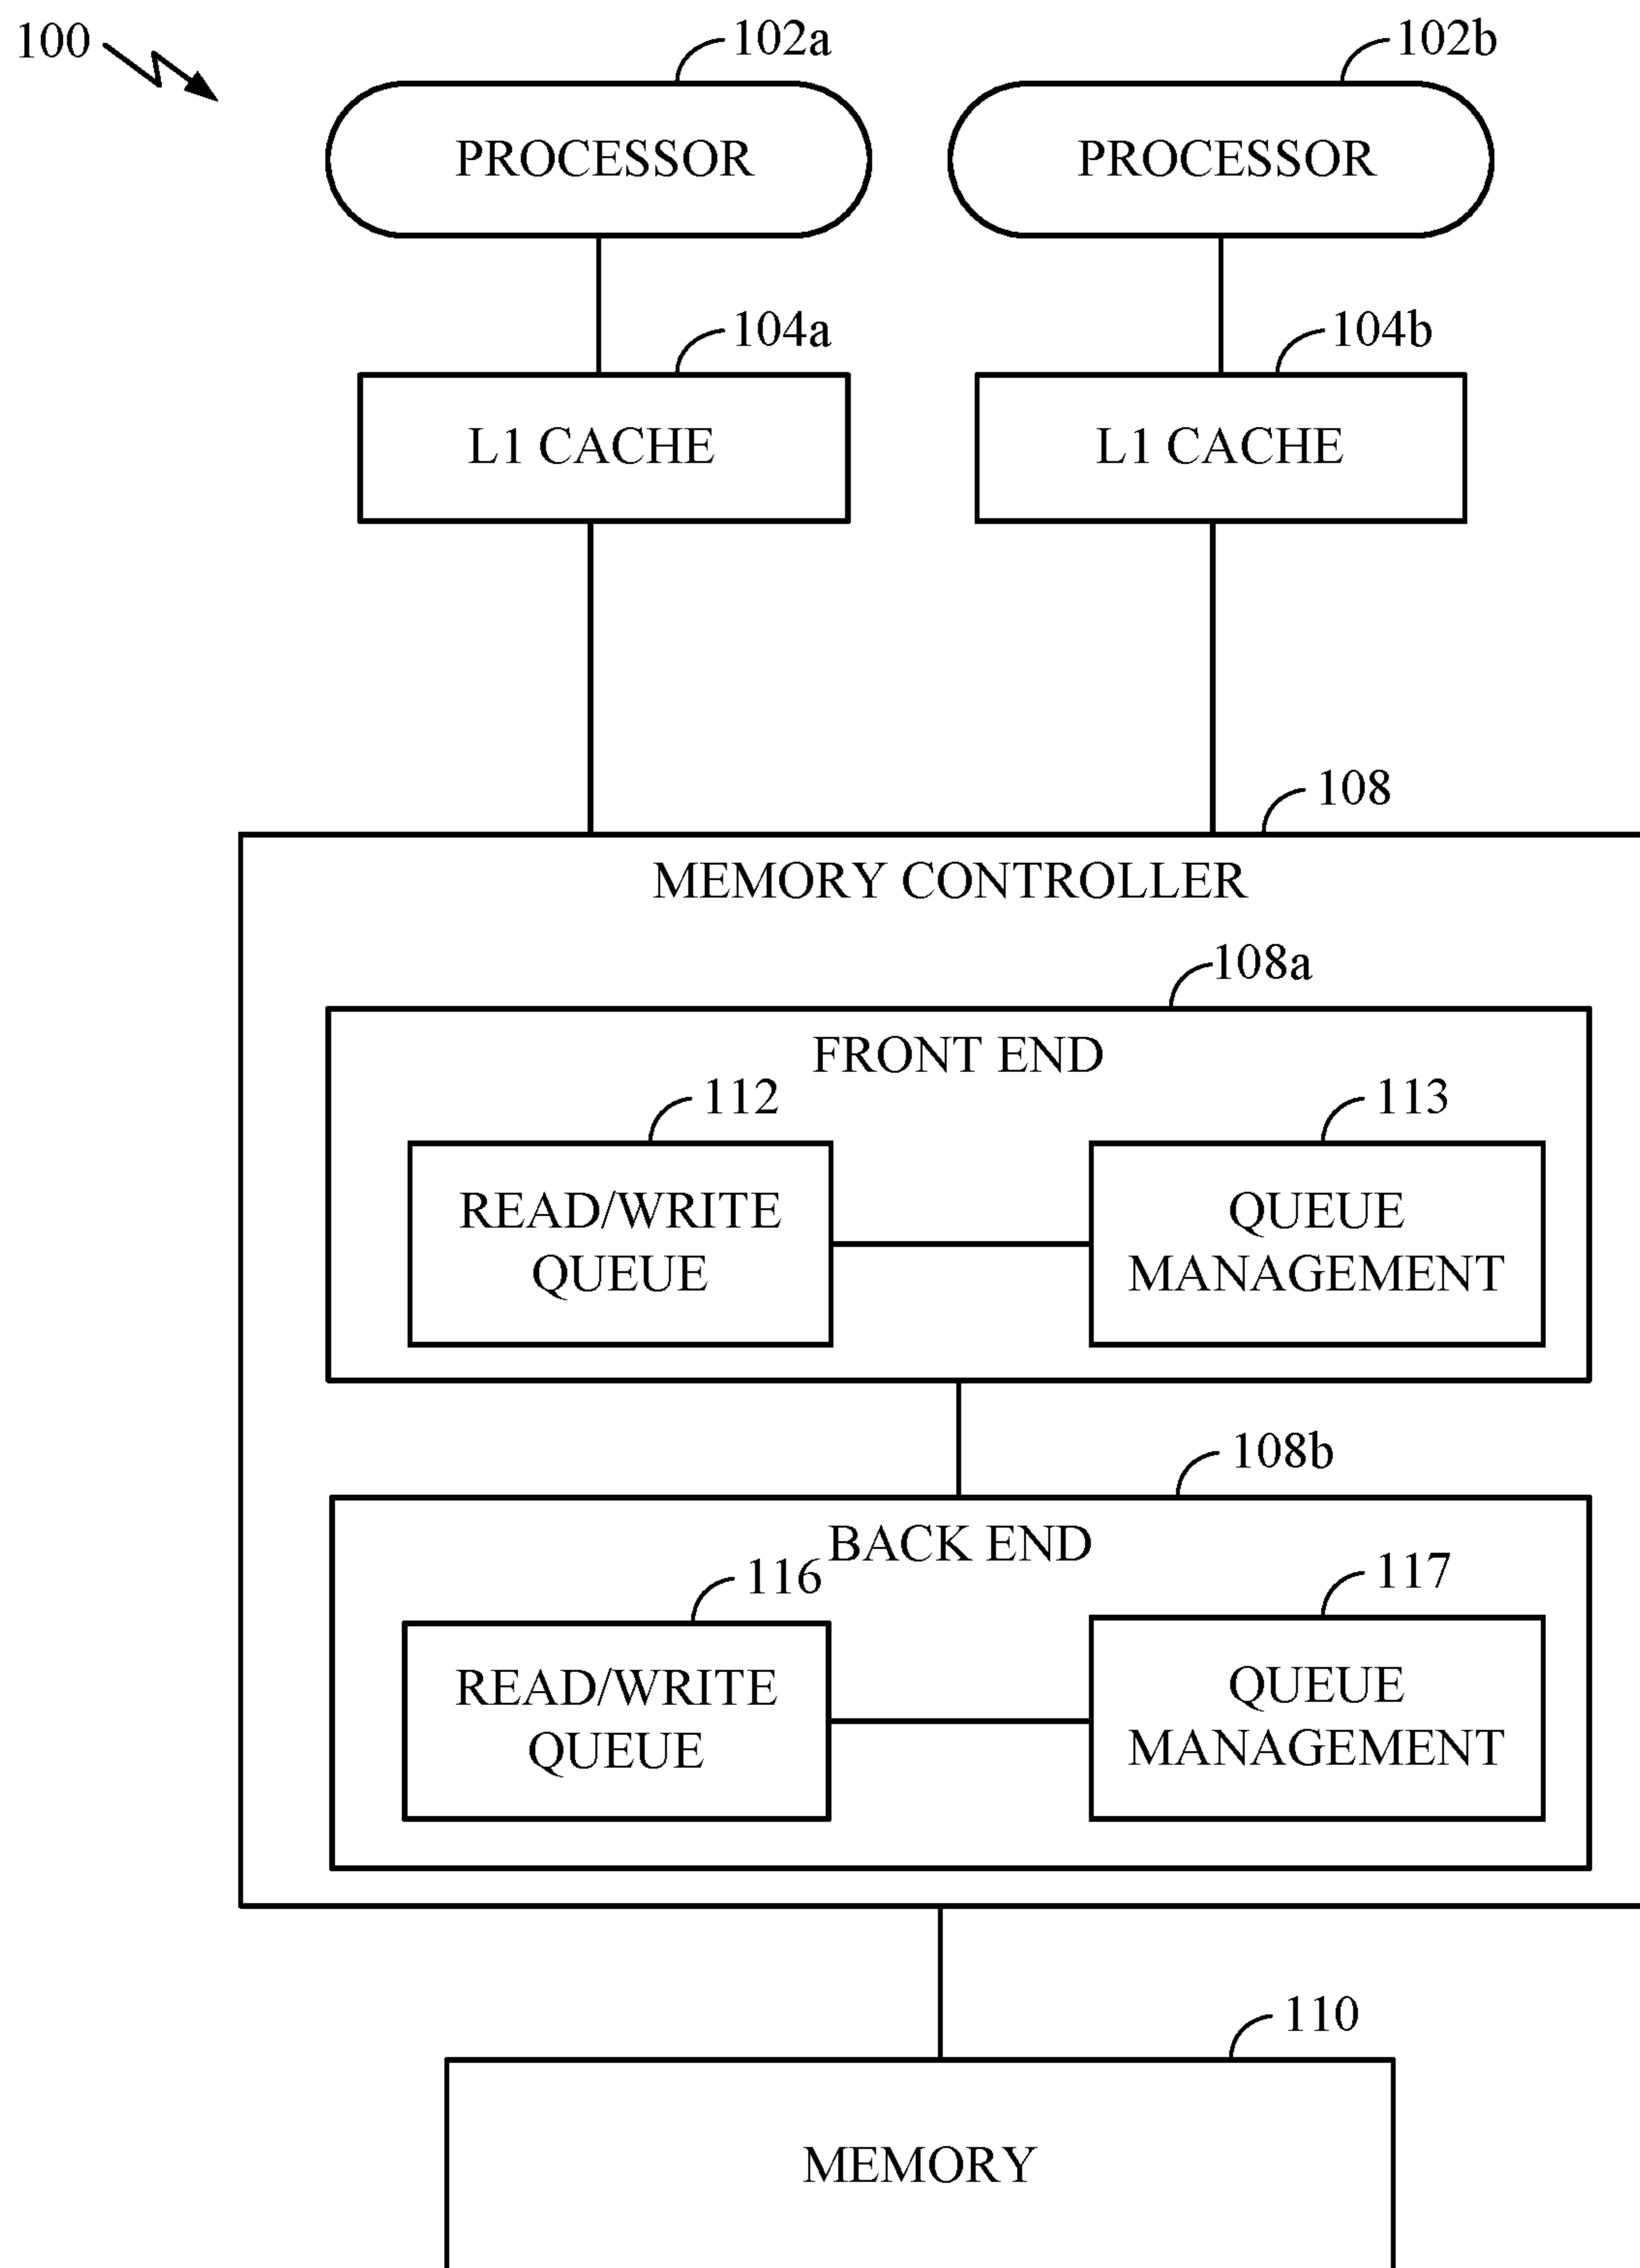 100
102a
102b
PROCESSOR
PROCESSOR
104a
104b
L1 CACHE
L1 CACHE
108
MEMORY CONTROLLER
108a
FRONT END
112
113
READ/WRITE
QUEUE
QUEUE
MANAGEMENT
108b
BACK END
116
117
READ/WRITE
QUEUE
QUEUE
MANAGEMENT
110
MEMORY